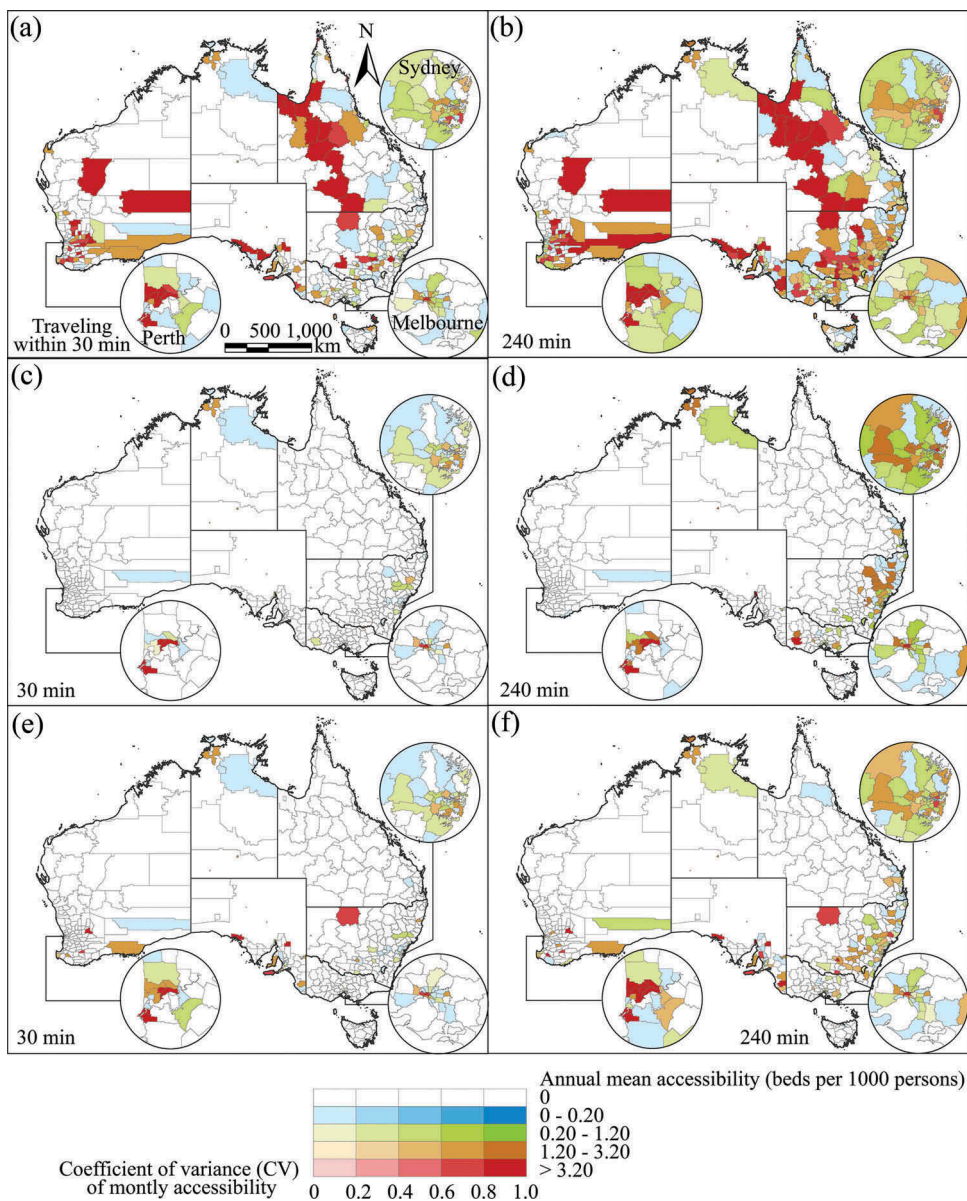 (a)
N
Sydney
Traveling
within 30 min
Perth
0 500 1,000
km
Melbourne
(b)
240 min
(c)
30 min
(d)
240 min
(e)
30 min
(f)
240 min
Annual mean accessibility (beds per 1000 persons)
0
0 - 0.20
0.20 - 1.20
1.20 - 3.20
> 3.20
Coefficient of variance (CV)
of montly accessibility
0 0.2 0.4 0.6 0.8 1.0